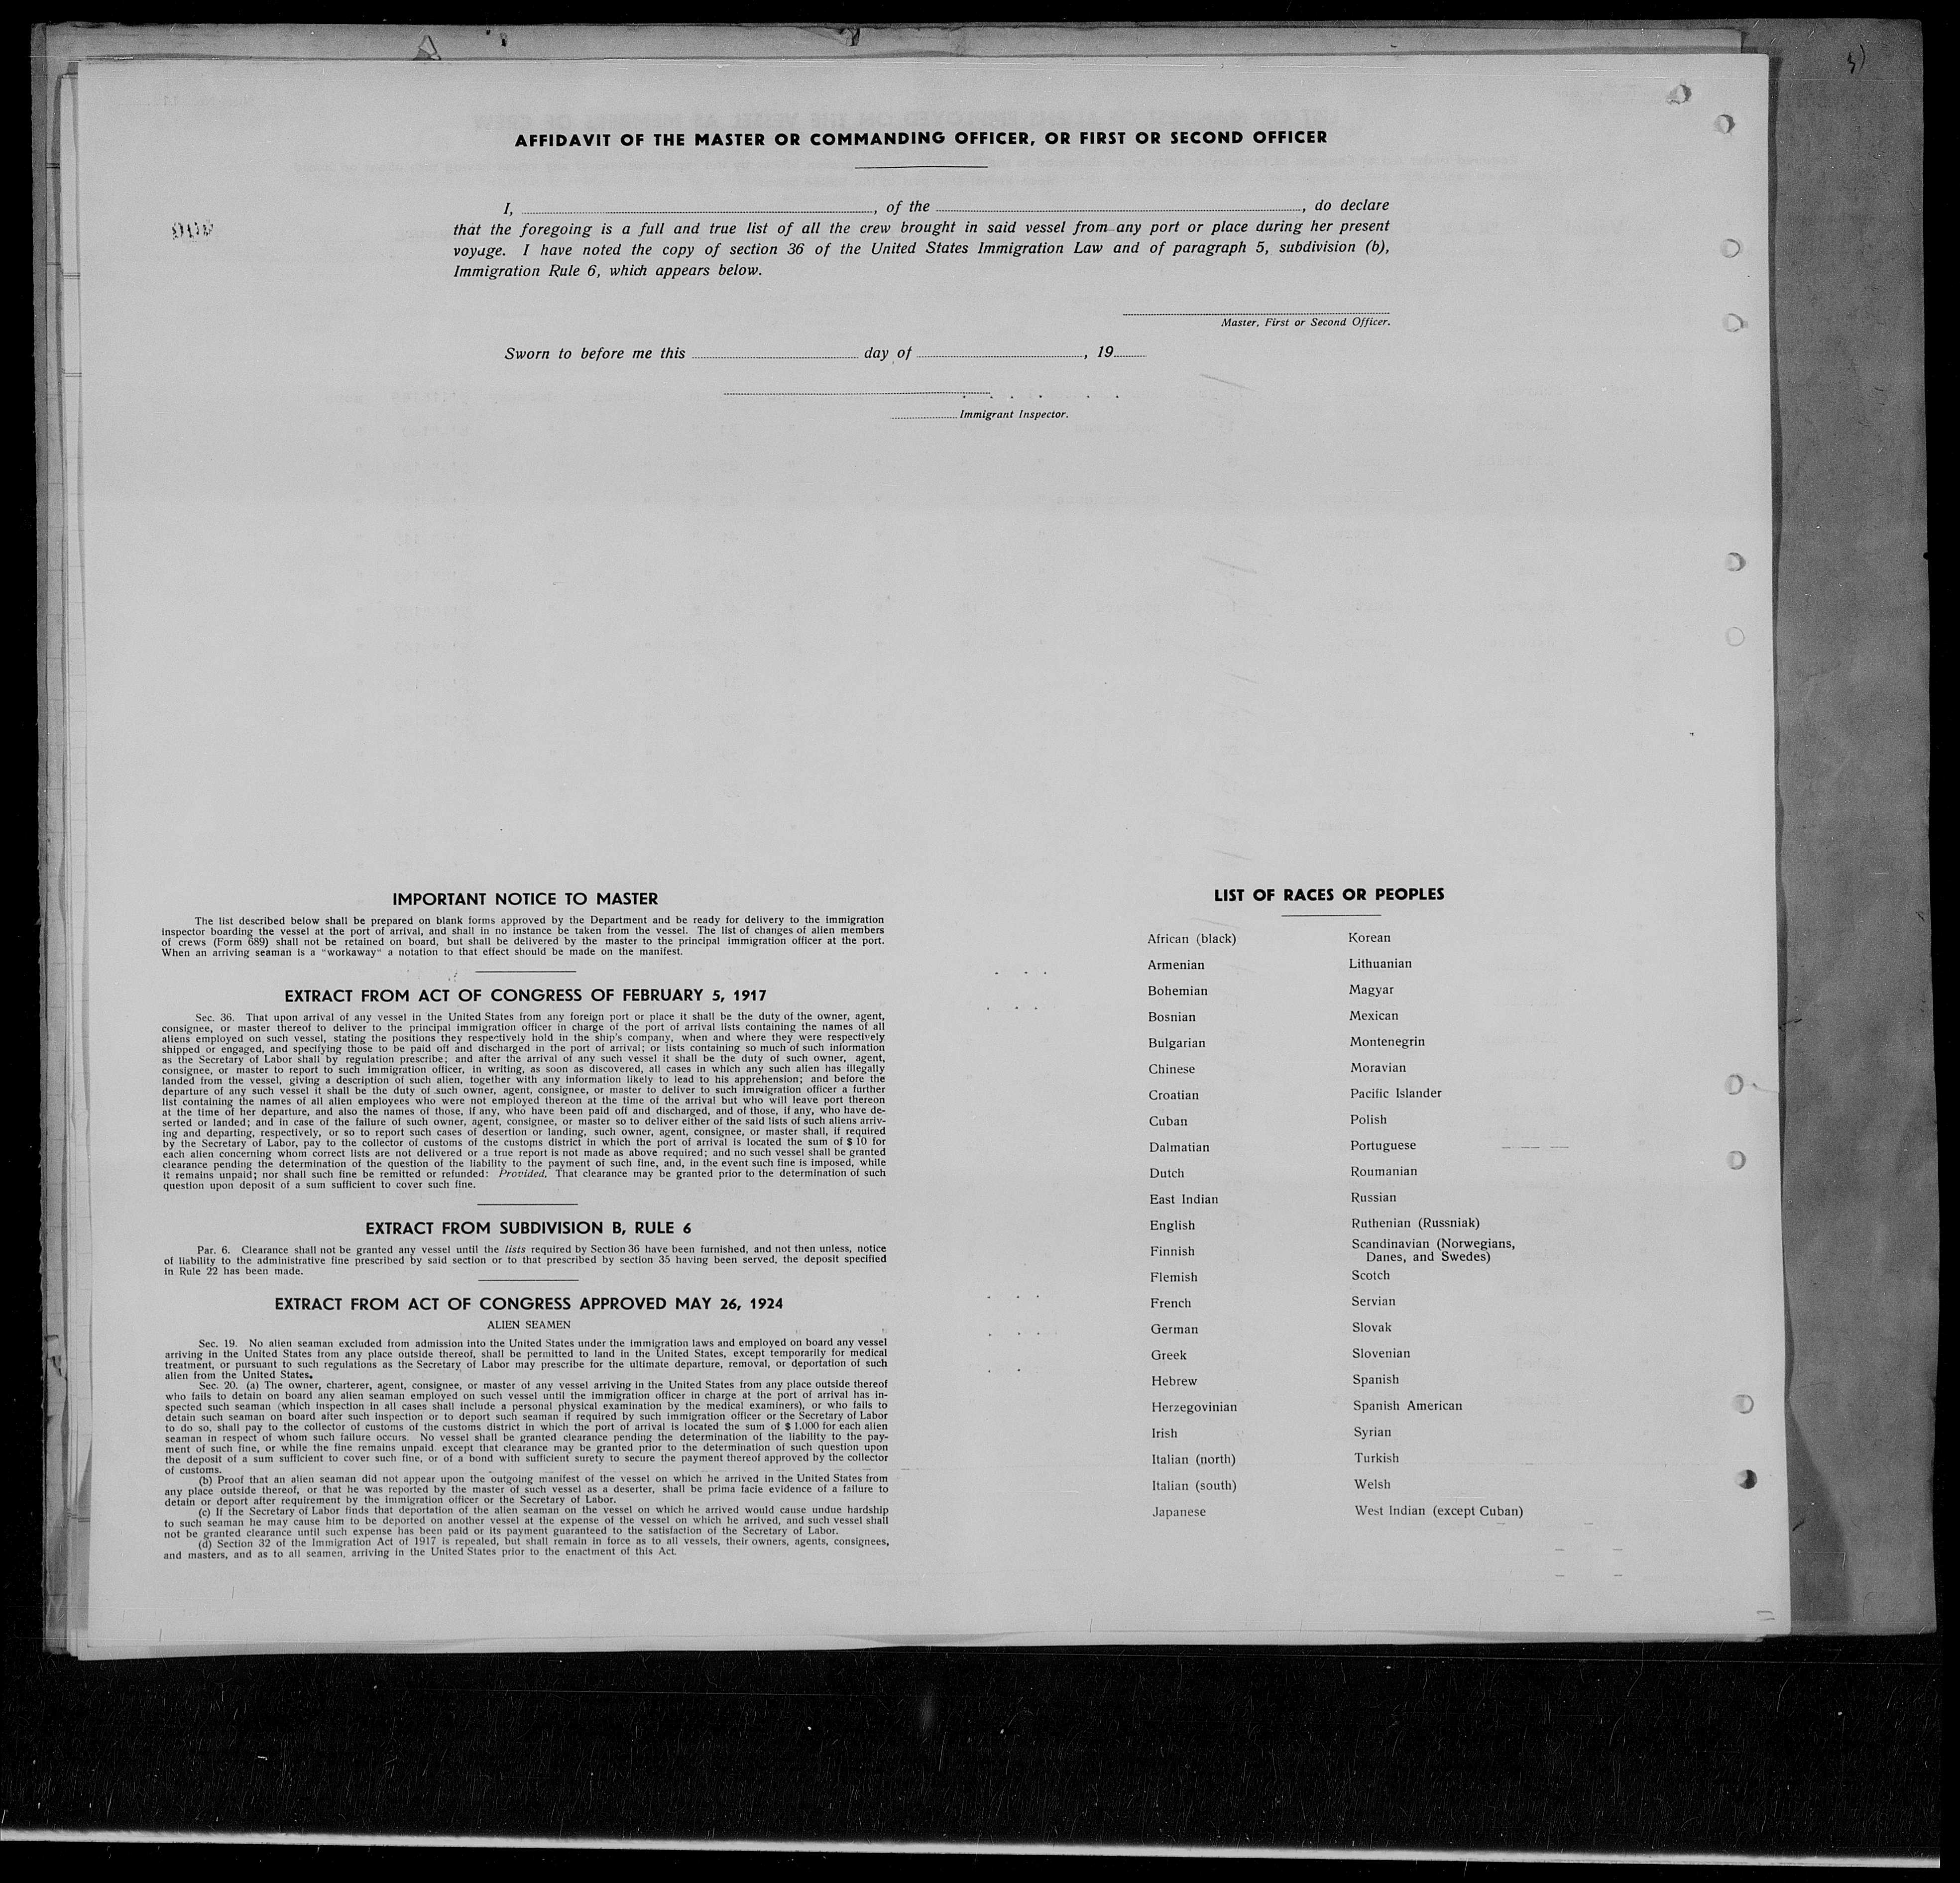 AFFIDAVIT OF THE MASTER OR COMMANDING OFFICER, OR FIRST OR SECOND OFFICER
I, , of the , do declare
that the foregoing is a full and true list of all the crew brought in said vessel from any port or place during her present
voyage. I have noted the copy of section 36 of the United States Immigration Law and of paragraph 5, subdivision (b),
Immigration Rule 6, which appears below.
Master, First or Second Officer.
Sworn to before me this day of , 19
Immigrant Inspector.
IMPORTANT NOTICE TO MASTER
The list described below shall be prepared on blank forms approved by the Department and be ready for delivery to the immigration
inspector boarding the vessel at the port of arrival, and shall in no instance be taken from the vessel. The list of changes of alien members
of crews (Form 689) shall not be retained on board, but shall be delivered by the master to the principal immigration officer at the port.
When an arriving seaman is a "workaway" a notation to that effect should be made on the manifest.
EXTRACT FROM ACT OF CONGRESS OF FEBRUARY 5, 1917
Sec. 36. That upon arrival of any vessel in the United States from any foreign port or place it shall be the duty of the owner, agent,
consignee, or master thereof to deliver to the principal immigration officer in charge of the port of arrival lists containing the names of all
aliens employed on such vessel, stating the positions they respectively hold in the ship's company, when and where they were respectively
shipped or engaged, and specifying those to be paid off and discharged in the port of arrival; or lists containing so much of such information
as the Secretary of Labor shall by regulation prescribe; and after the arrival of any such vessel it shall be the duty of such owner, agent,
consignee, or master to report to such immigration officer, in writing, as soon as discovered, all cases in which any such alien has illegally
landed from the vessel, giving a description of such alien, together with any information likely to lead to his apprehension; and before the
departure of any such vessel it shall be the duty of such owner, agent, consignee, or master to deliver to such immigration officer a further
list containing the names of all alien employees who were not employed thereon at the time of the arrival but who will leave port thereon
at the time of her departure, and also the names of those, if any, who have been paid off and discharged, and of those, if any, who have de-
serted or landed; and in case of the failure of such owner, agent, consignee, or master so to deliver either of the said lists of such aliens arriv-
ing and departing, respectively, or so to report such cases of desertion or landing, such owner, agent, consignee, or master shall, if required
by the Secretary of Labor, pay to the collector of customs of the customs district in which the port of arrival is located the sum of $ 10 for
each alien concerning whom correct lists are not delivered or a true report is not made as above required; and no such vessel shall be granted
clearance pending the determination of the question of the liability to the payment of such fine, and, in the event such fine is imposed, while
it remains unpaid; nor shall such fine be remitted or refunded: Provided, That clearance may be granted prior to the determination of such
question upon deposit of a sum sufficient to cover such fine.
EXTRACT FROM SUBDIVISION B, RULE 6
Par. 6. Clearance shall not be granted any vessel until the lists required by Section 36 have been furnished, and not then unless, notice
of liability to the administrative fine prescribed by said section or to that prescribed by section 35 having been served, the deposit specified
in Rule 22 has been made.
EXTRACT FROM ACT OF CONGRESS APPROVED MAY 26, 1924
ALIEN SEAMEN
Sec. 19. No alien seaman excluded from admission into the United States under the immigration laws and employed on board any vessel
arriving in the United States from any place outside thereof, shall be permitted to land in the United States, except temporarily for medical
treatment, or pursuant to such regulations as the Secretary of Labor may prescribe for the ultimate departure, removal, or deportation of such
alien from the United States.
Sec. 20. (a) The owner, charterer, agent, consignee, or master of any vessel arriving in the United States from any place outside thereof
who fails to detain on board any alien seaman employed on such vessel until the immigration officer in charge at the port of arrival has in-
spected such seaman (which inspection in all cases shall include a personal physical examination by the medical examiners), or who fails to
detain such seaman on board after such inspection or to deport such seaman if required by such immigration officer or the Secretary of Labor
to do so, shall pay to the collector of customs of the customs district in which the port of arrival is located the sum of $ 1.000 for each alien
seaman in respect of whom such failure occurs. No vessel shall be granted clearance pending the determination of the liability to the pay-
ment of such fine, or while the fine remains unpaid. except that clearance may be granted prior to the determination of such question upon
the deposit of a sum sufficient to cover such fine, or of a bond with sufficient surety to secure the payment thereof approved by the collector
of customs.
(b) Proof that an alien seaman did not appear upon the outgoing manifest of the vessel on which he arrived in the United States from
any place outside thereof, or that he was reported by the master of such vessel as a deserter, shall be prima facie evidence of a failure to
detain or deport after requirement by the immigration officer or the Secretary of Labor.
(c) If the Secretary of Labor finds that deportation of the alien seaman on the vessel on which he arrived would cause undue hardship
to such seaman he may cause him to be deported on another vessel at the expense of the vessel on which he arrived, and such vessel shall
not be granted clearance until such expense has been paid or its payment guaranteed to the satisfaction of the Secretary of Labor.
(d) Section 32 of the Immigration Act of 1917 is repealed, but shall remain in force as to all vessels, their owners, agents, consignees,
and masters, and as to all seamen, arriving in the United States prior to the enactment of this Act.
LIST OF RACES OR PEOPLES
African (black)
Armenian
Bohemian
Bosnian
Bulgarian
Chinese
Croatian
Cuban
Dalmatian
Dutch
East Indian
English
Finnish
Flemish
French
German
Greek
Hebrew
Herzegovinian
Irish
Italian (north)
Italian (south)
Japanese
Korean
Lithuanian
Magyar
Mexican
Montenegrin
Moravian
Pacific Islander
Polish
Portuguese
Roumanian
Russian
Ruthenian (Russniak)
Scandinavian (Norwegians,
Danes, and Swedes)
Scotch
Servian
Slovak
Slovenian
Spanish
Spanish American
Syrian
Turkish
Welsh
West Indian (except Cuban)